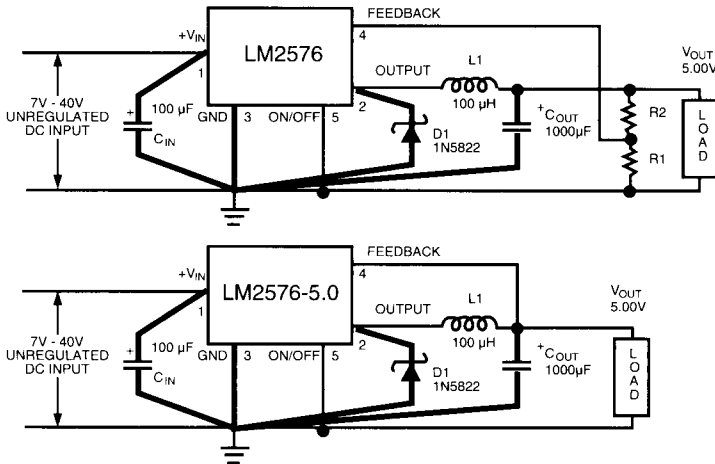 FEEDBACK
+VIN
LM2576
4
VOUT
5.00V
L1
OUTPUT
1
2
7V - 40V
UNREGULATED
DC INPUT
+
100 µF
CIN
GND
3
ON/OFF
5
100 µH
D1
1N5822
+COUT
1000µF
R2
R1
LOAD
FEEDBACK
+VIN
LM2576-5.0
4
VOUT
5.00V
L1
OUTPUT
1
2
7V - 40V
UNREGULATED
DC INPUT
+
100 µF
CIN
GND
3
ON/OFF
5
100 µH
D1
1N5822
+COUT
1000µF
LOAD